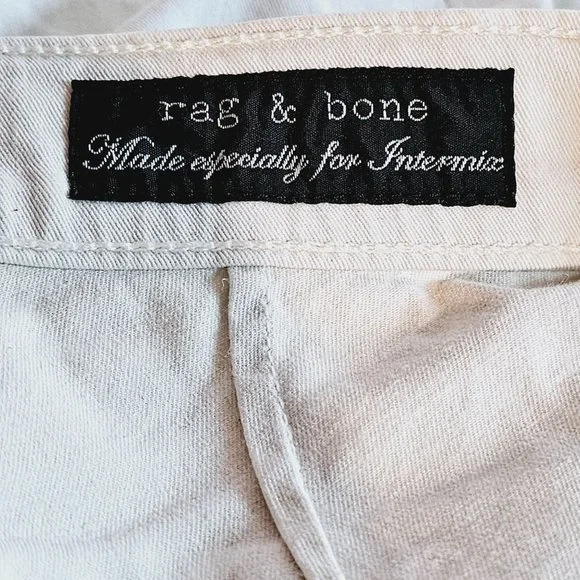 rag & bone
Made especially for Intermix